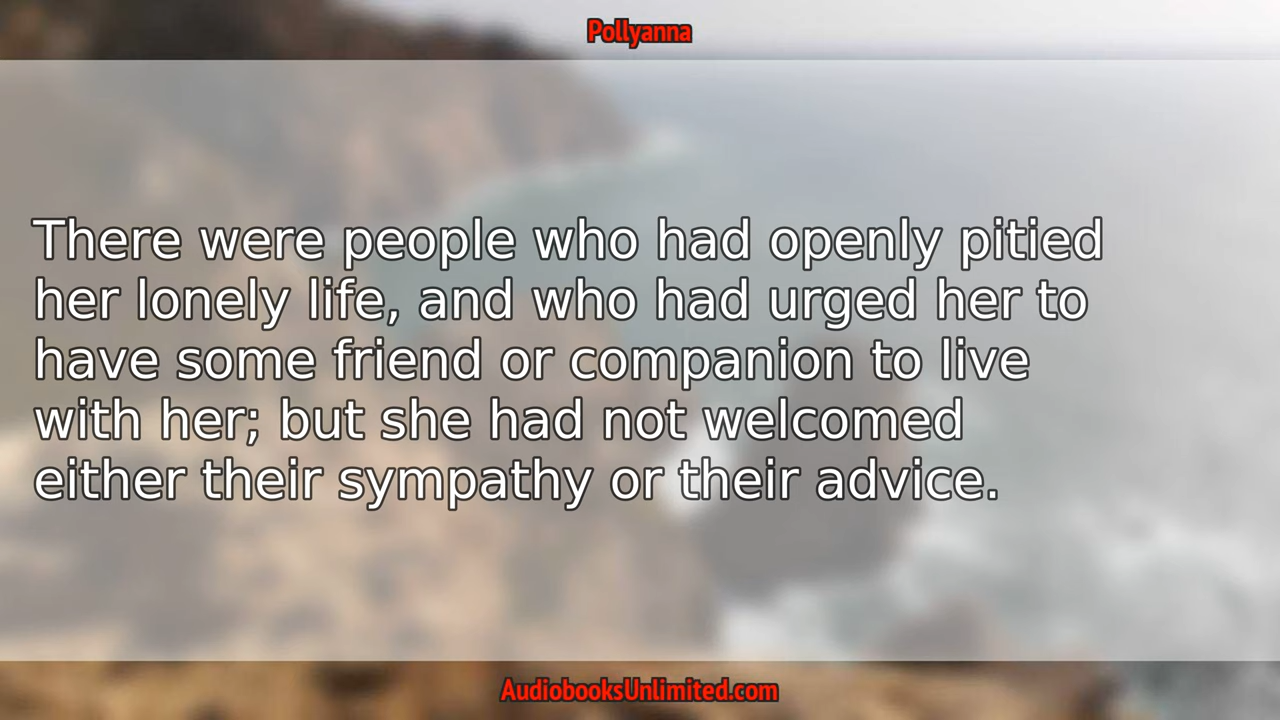 Pollyanna
There were people who had openly pitied
her lonely life, and who had urged her to
have some friend or companion to live
with her; but she had not welcomed
either their sympathy or their advice.
AudiobooksUnlimited.com